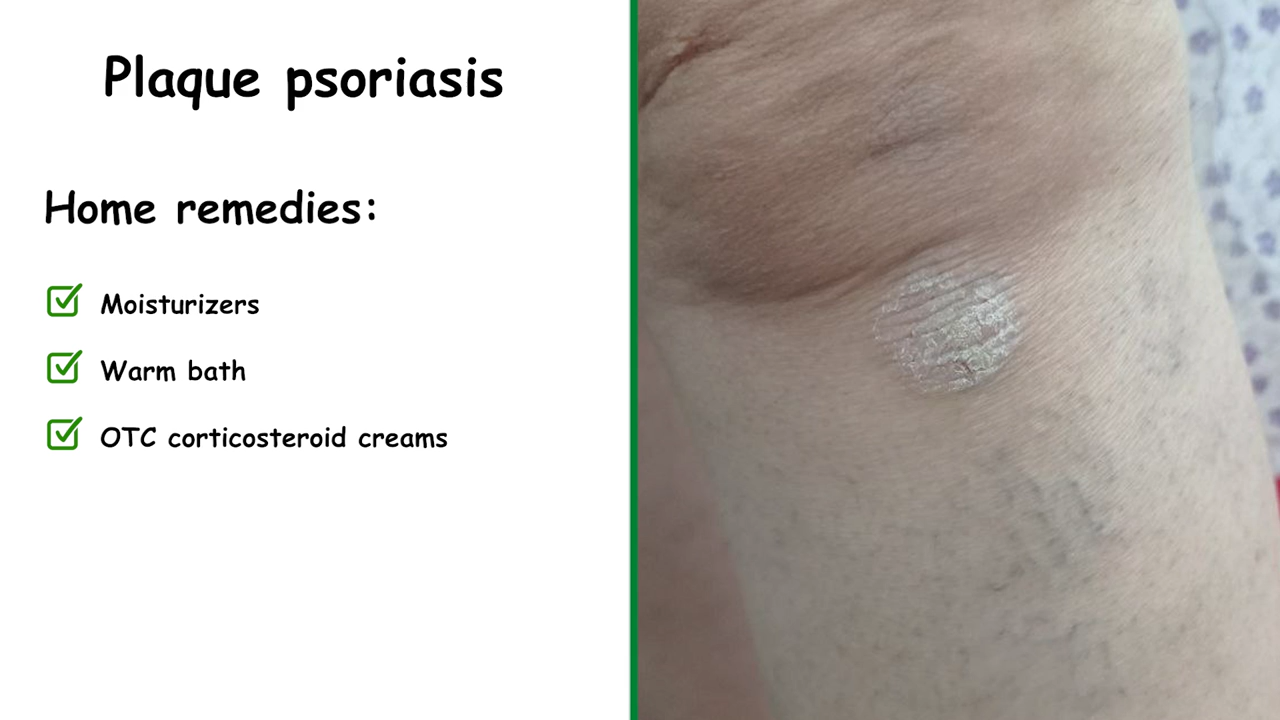 Plaque psoriasis
Home remedies:
Moisturizers
Warm bath
OTC corticosteroid creams